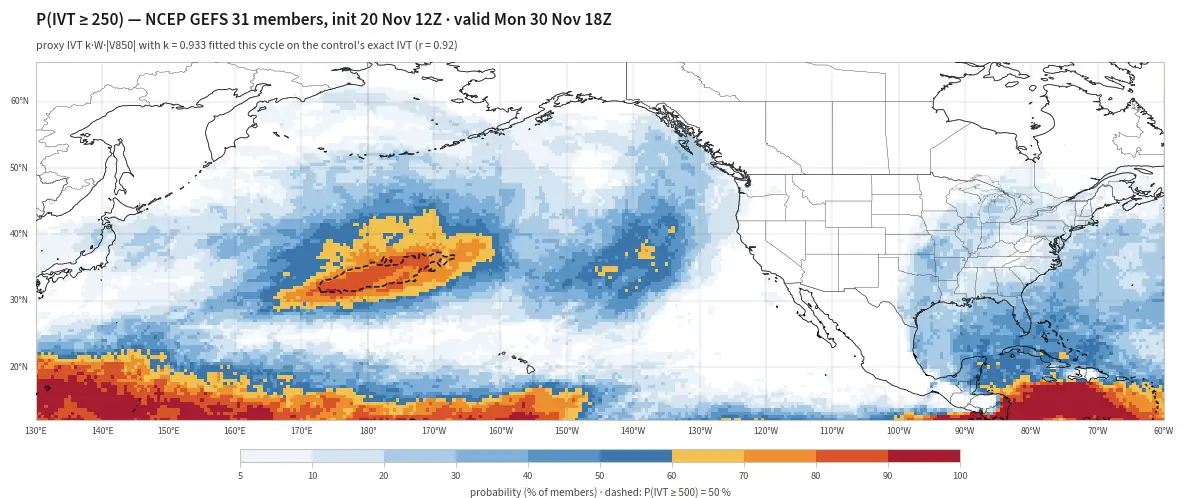 P(IVT ≥ 250) — NCEP GEFS 31 members, init 20 Nov 12Z · valid Mon 30 Nov 18Z
proxy IVT k·W·|V850| with k = 0.933 fitted this cycle on the control's exact IVT (r = 0.92)
60°N
50°N
40°N
30°N
20°N
130°E 140°E 150°E 160°E 170°E 180° 170°W 160°W 150°W 140°W 130°W 120°W 110°W 100°W 90°W 80°W 70°W 60°W
5 10 20 30 40 50 60 70 80 90 100
probability (% of members) · dashed: P(IVT ≥ 500) = 50 %